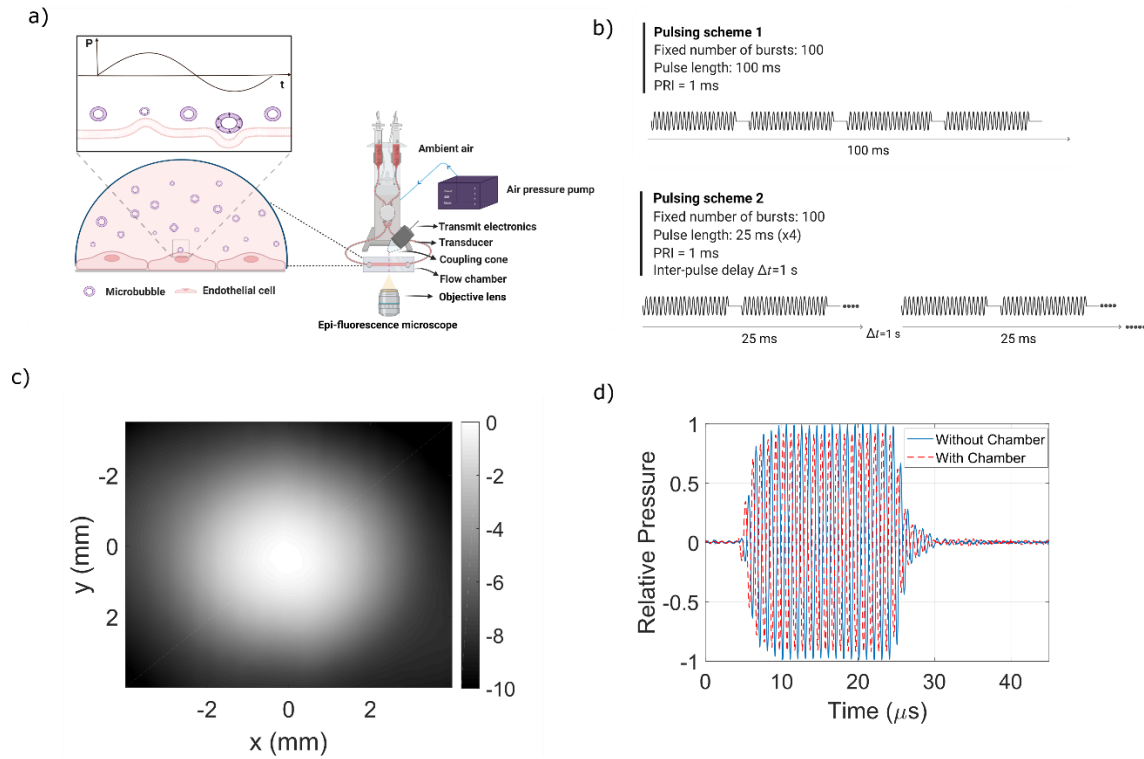 a)
P
t
Microbubble
Endothelial cell
Ambient air
Air pressure pump
Transmit electronics
Transducer
Coupling cone
Flow chamber
Objective lens
Epi-fluorescence microscope
b)
Pulsing scheme 1
Fixed number of bursts: 100
Pulse length: 100 ms
PRI = 1 ms
100 ms
Pulsing scheme 2
Fixed number of bursts: 100
Pulse length: 25 ms (x4)
PRI = 1 ms
Inter-pulse delay Δt=1 s
25 ms
Δt=1 s
25 ms
c)
y (mm)
-2
0
2
-2
0
2
x (mm)
0
-2
-4
-6
-8
-10
d)
Relative Pressure
1
0.5
0
-0.5
-1
Without Chamber
With Chamber
0
10
20
30
40
Time (μs)